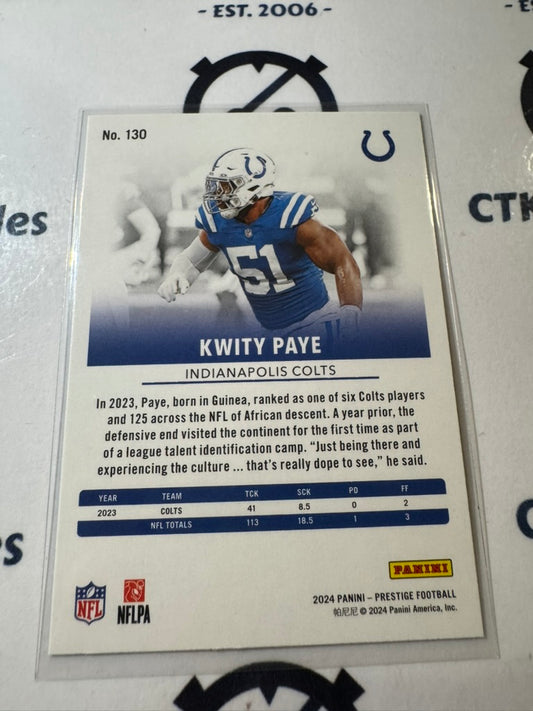 - EST. 2006 -
- E
les
CTK
No. 130
51
KWITY PAYE
INDIANAPOLIS COLTS
In 2023, Paye, born in Guinea, ranked as one of six Colts players
and 125 across the NFL of African descent. A year prior, the
defensive end visited the continent for the first time as part
of a league talent identification camp. “Just being there and
experiencing the culture ... that’s really dope to see,” he said.
YEAR TEAM TCK SCK PD FF
2023 COLTS 41 8.5 0 2
NFL TOTALS 113 18.5 1 3
PANINI
NFL
NFLPA
2024 PANINI – PRESTIGE FOOTBALL
帕尼尼 © 2024 Panini America, Inc.
es
CT